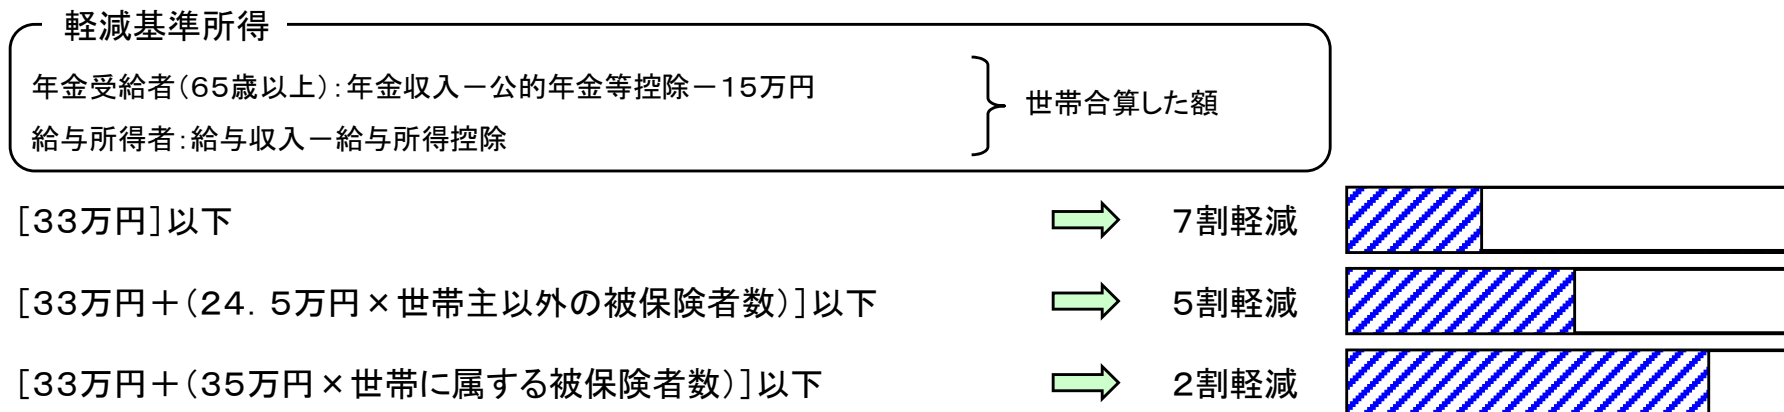 軽減基準所得
年金受給者(65歳以上):年金収入-公的年金等控除-15万円
給与所得者:給与収入-給与所得控除
世帯合算した額
[33万円]以下 7割軽減
[33万円+(24.5万円×世帯主以外の被保険者数)]以下 5割軽減
[33万円+(35万円×世帯に属する被保険者数)]以下 2割軽減